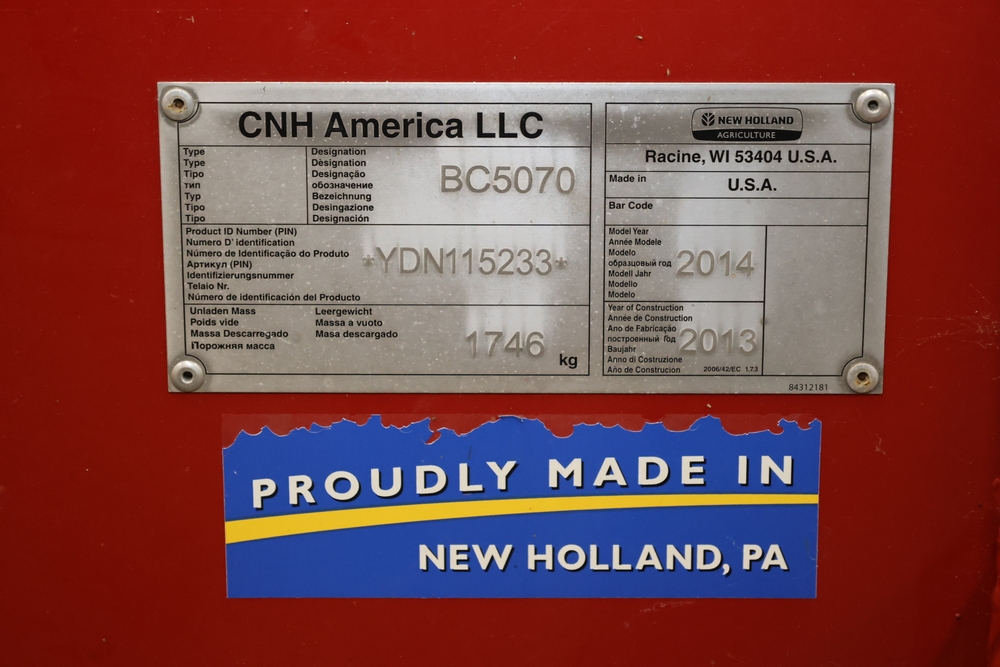 CNH America LLC
Type
Type
Tipo
тип
Typ
Tipo
Tipo
Designation
Dèsignation
Designação
обозначение
Bezeichnung
Desingazione
Designación
BC5070
Product ID Number (PIN)
Numero D' identification
Número de Identificação do Produto
Артикул (PIN)
Identifizierungsnummer
Telaio Nr.
Número de identificación del Producto
*YDN115233*
Unladen Mass
Poids vide
Massa Descarregado
Порожняя масса
Leergewicht
Massa a vuoto
Masa descargado
1746 kg
NEW HOLLAND
AGRICULTURE
Racine, WI 53404 U.S.A.
Made in
U.S.A.
Bar Code
Model Year
Année Modele
Modelo
образцовый год
Modell Jahr
Modello
Modelo
2014
Year of Construction
Année de Construction
Ano de Fabricação
построенный Год
Baujahr
Anno di Costruzione
Año de Construción
2013
2006/42/EC 1.7.3
84312181
PROUDLY MADE IN
NEW HOLLAND, PA